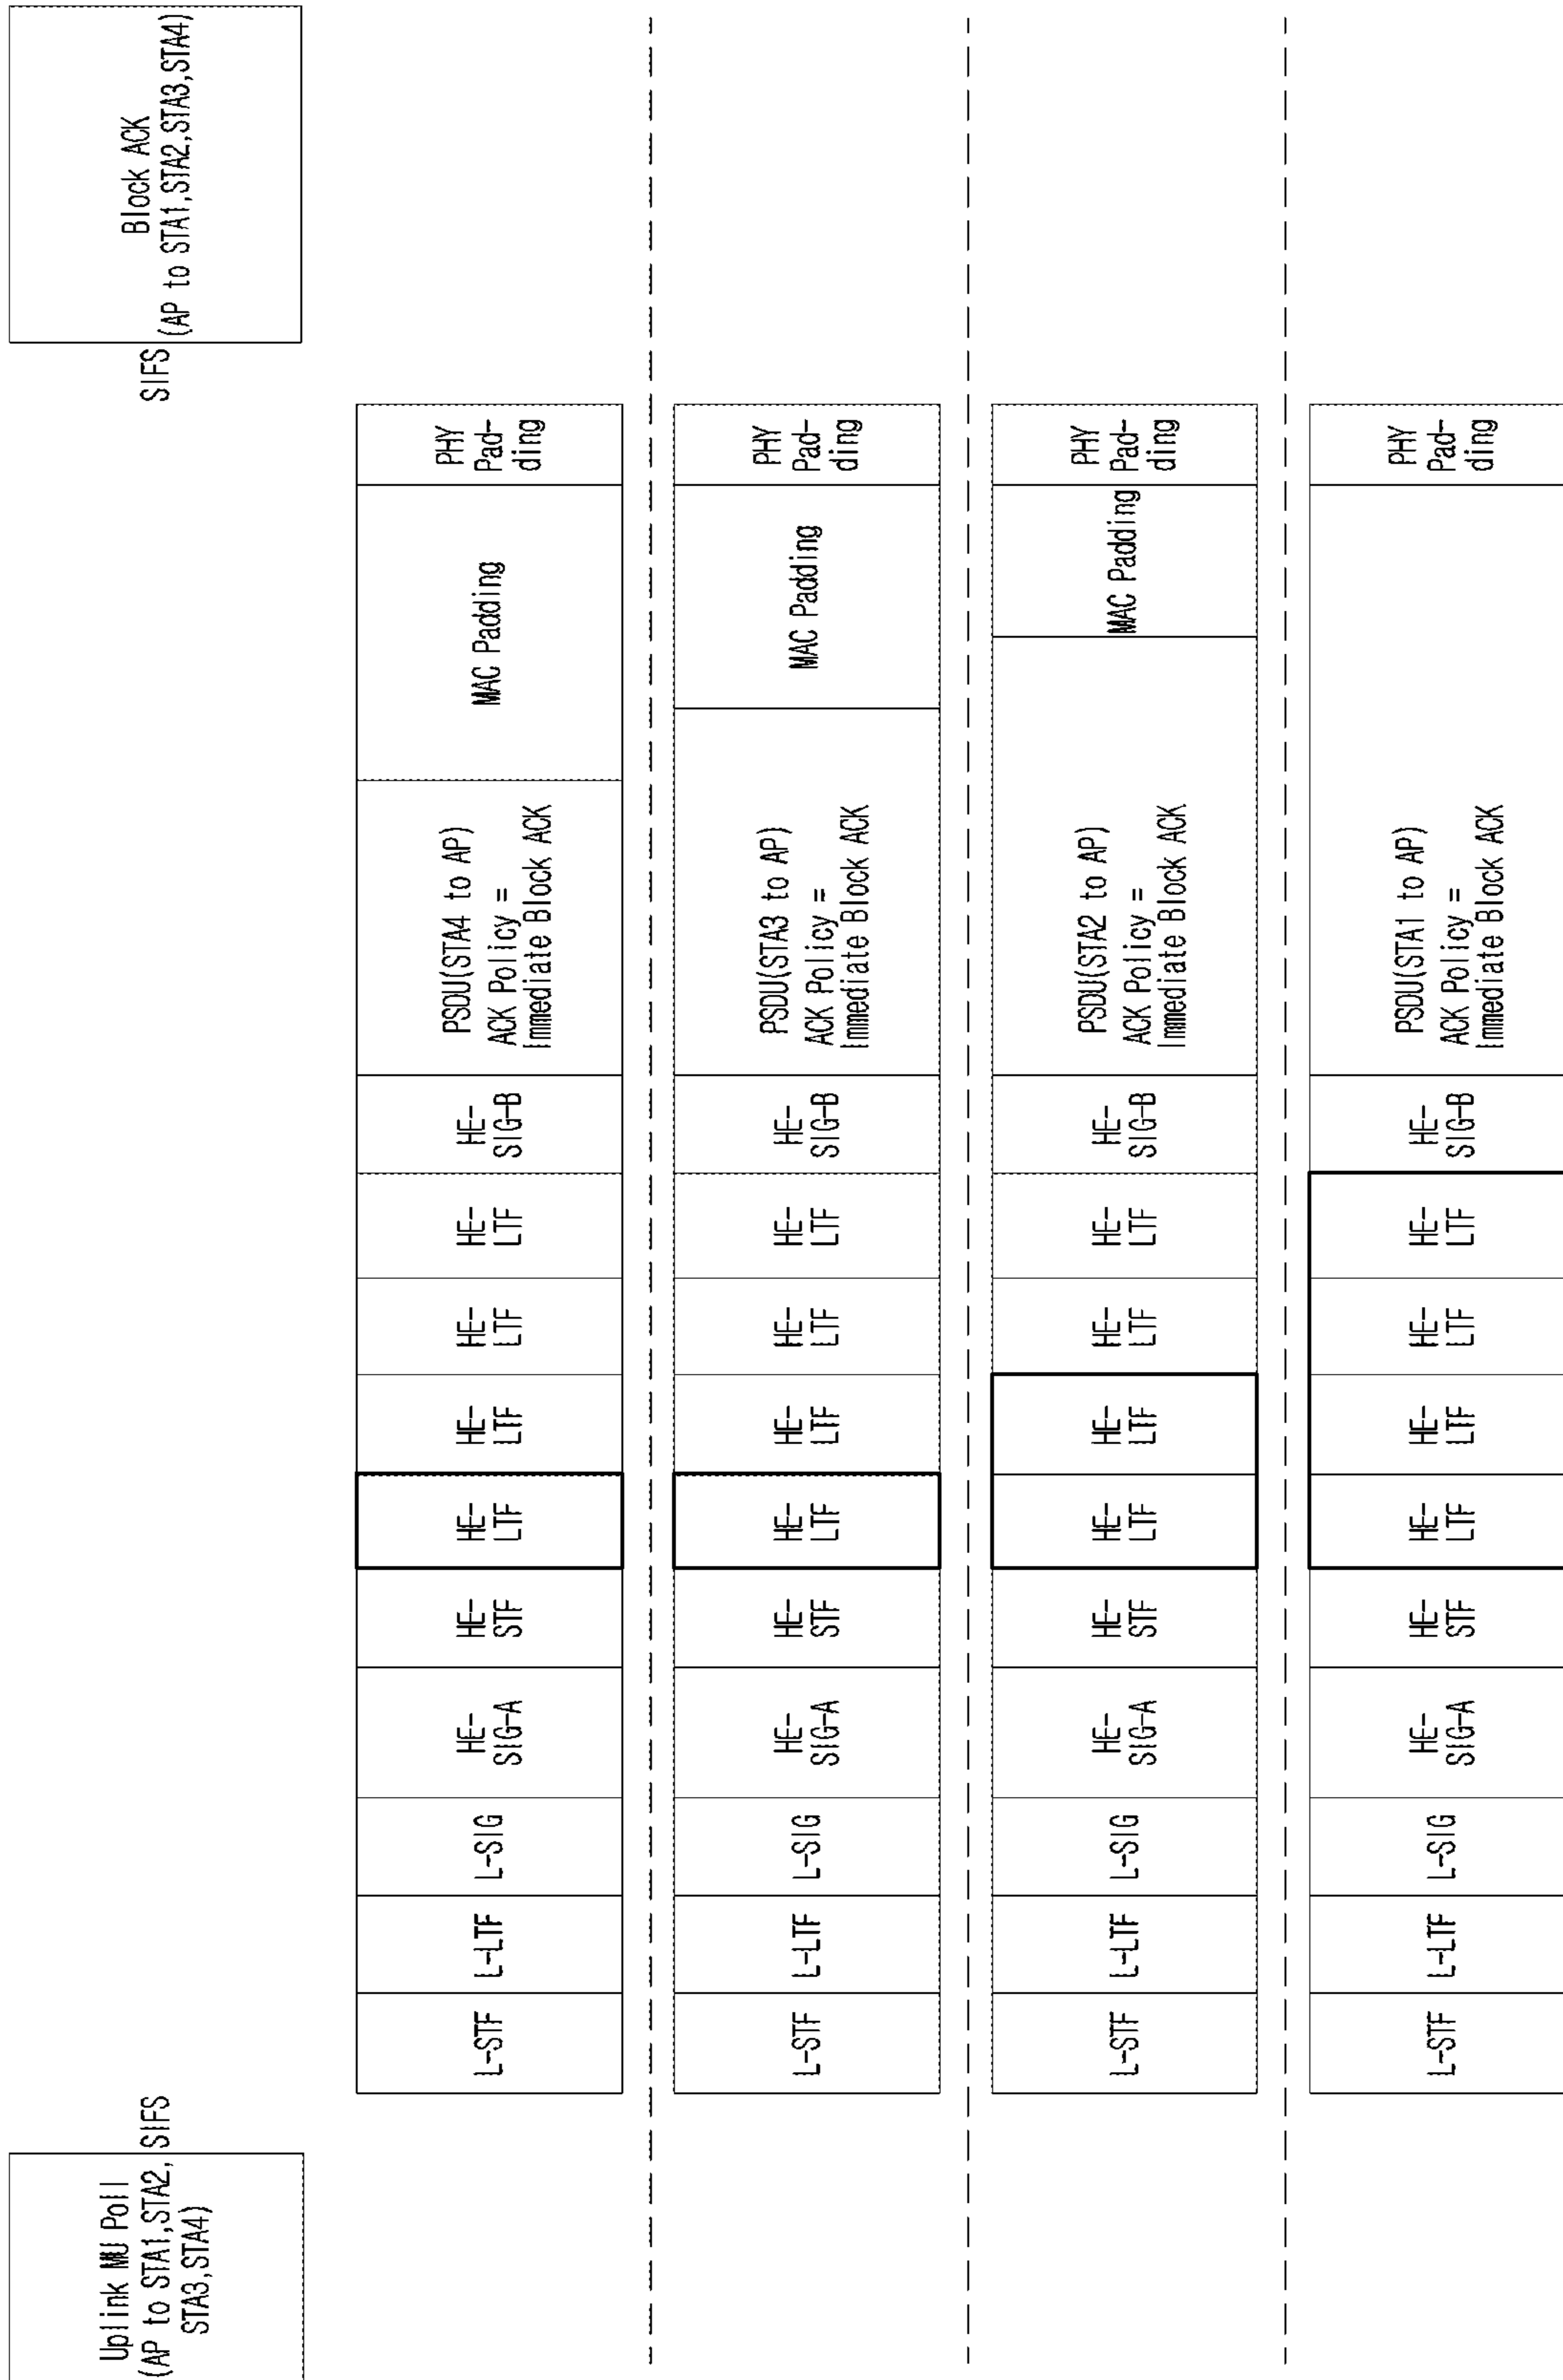 Uplink MU Poll
(AP to STA1,STA2,
STA3,STA4)
SIFS
L-STF
L-LTF
L-SIG
HE-
SIG-A
HE-
STF
HE-
LTF
HE-
LTF
HE-
LTF
HE-
LTF
HE-
SIG-B
PSDU(STA4 to AP)
ACK Policy =
Immediate Block ACK
MAC Padding
PHY
Pad-
ding
SIFS
Block ACK
(AP to STA1,STA2,STA3,STA4)
L-STF
L-LTF
L-SIG
HE-
SIG-A
HE-
STF
HE-
LTF
HE-
LTF
HE-
LTF
HE-
LTF
HE-
SIG-B
PSDU(STA3 to AP)
ACK Policy =
Immediate Block ACK
MAC Padding
PHY
Pad-
ding
L-STF
L-LTF
L-SIG
HE-
SIG-A
HE-
STF
HE-
LTF
HE-
LTF
HE-
LTF
HE-
LTF
HE-
SIG-B
PSDU(STA2 to AP)
ACK Policy =
Immediate Block ACK
MAC Padding
PHY
Pad-
ding
L-STF
L-LTF
L-SIG
HE-
SIG-A
HE-
STF
HE-
LTF
HE-
LTF
HE-
LTF
HE-
LTF
HE-
SIG-B
PSDU(STA1 to AP)
ACK Policy =
Immediate Block ACK
PHY
Pad-
ding